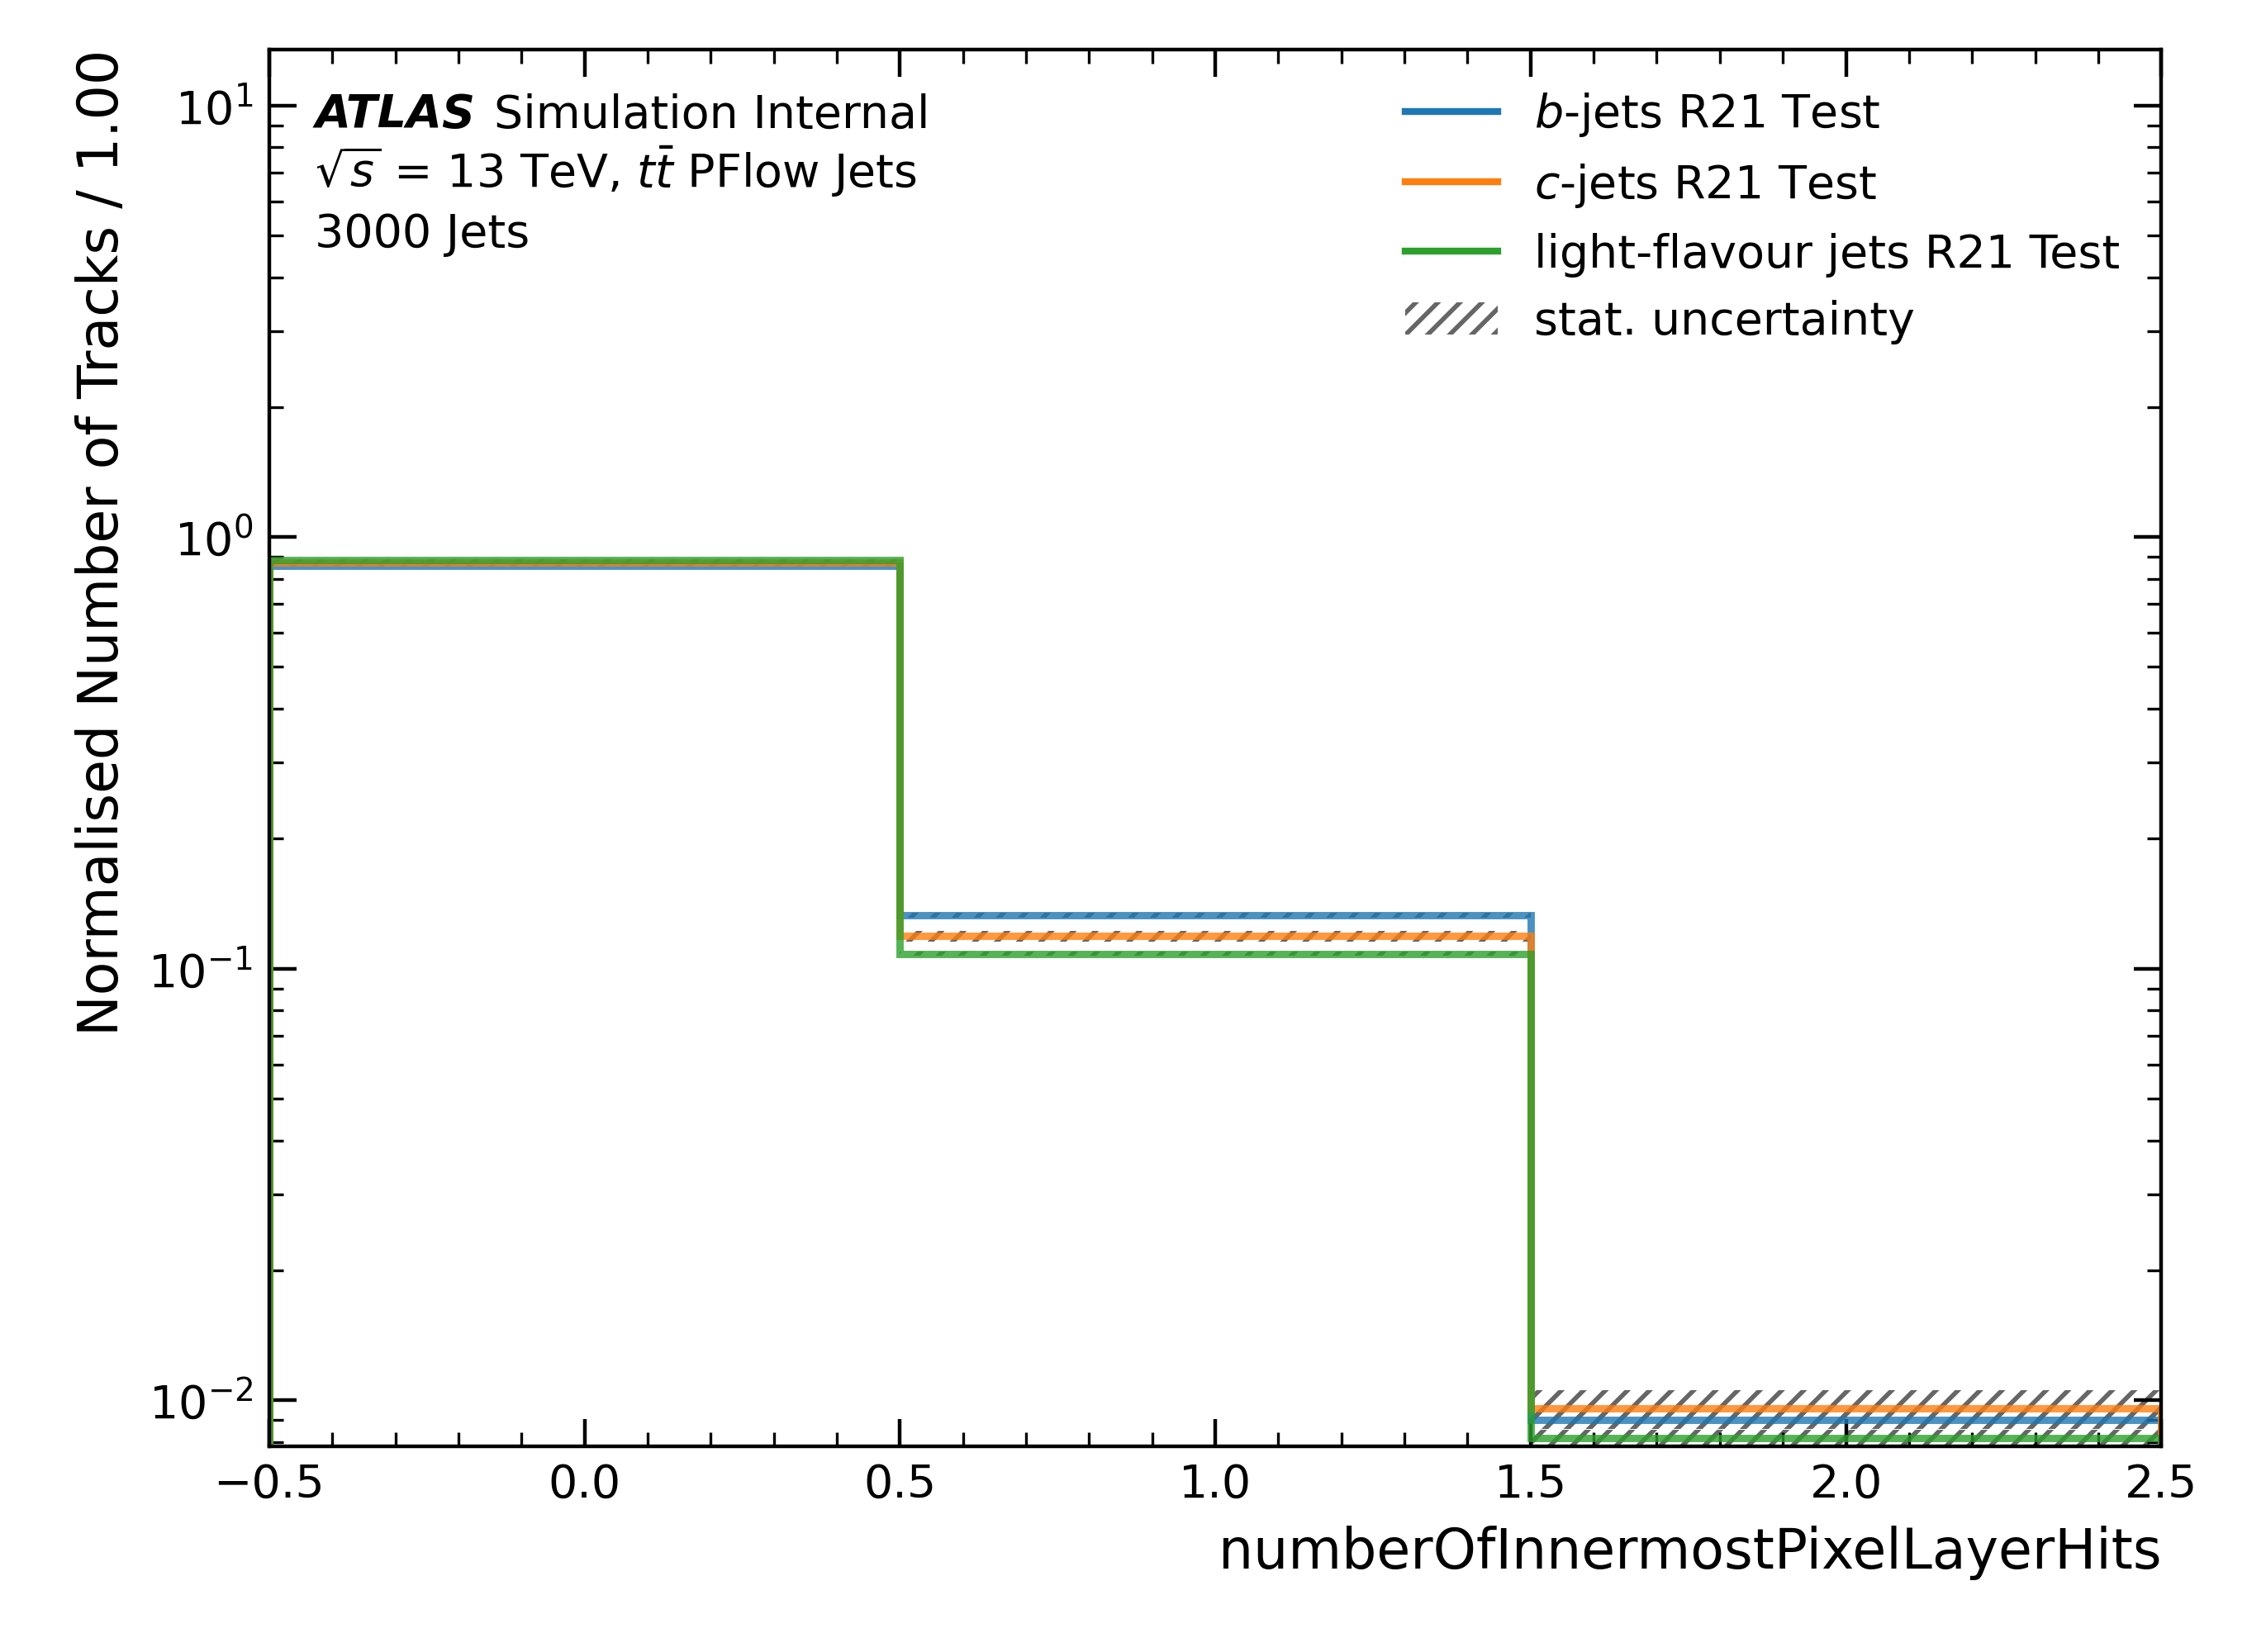 ATLAS Simulation Internal
√s = 13 TeV, tt̄ PFlow Jets
3000 Jets
b-jets R21 Test
c-jets R21 Test
light-flavour jets R21 Test
stat. uncertainty
Normalised Number of Tracks / 1.00
10¹
10⁰
10⁻¹
10⁻²
−0.5 0.0 0.5 1.0 1.5 2.0 2.5
numberOfInnermostPixelLayerHits